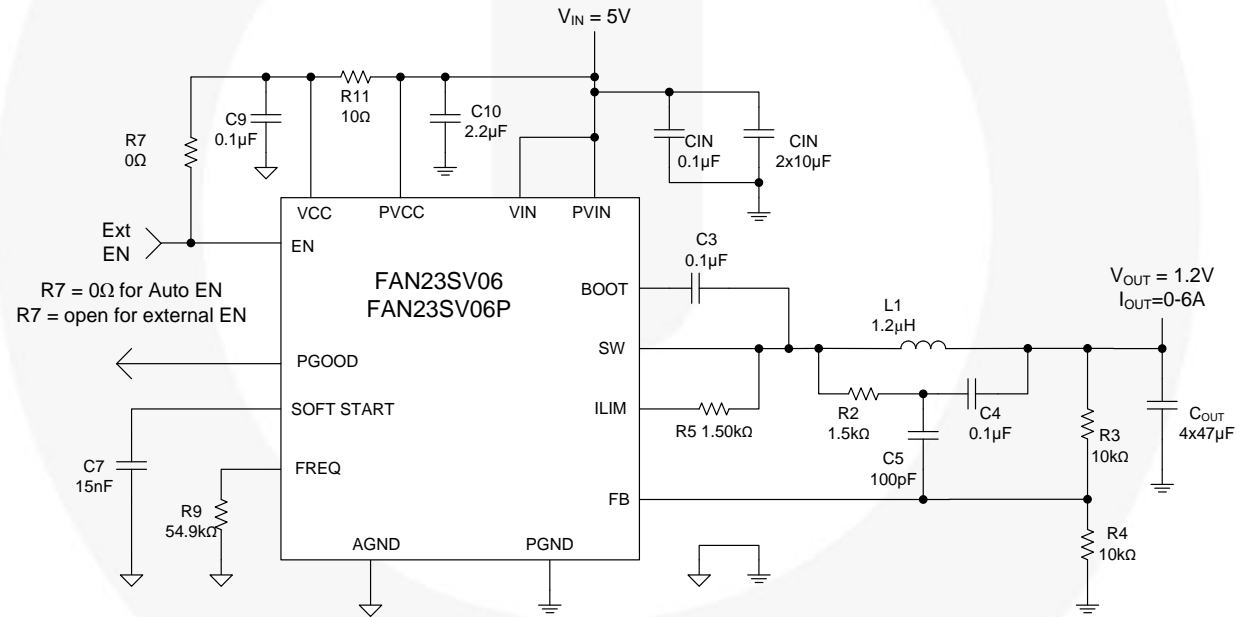 VIN = 5V
R11
10Ω
C9
0.1µF
C10
2.2µF
R7
0Ω
CIN
0.1µF
CIN
2x10µF
VCC
PVCC
VIN
PVIN
Ext
EN
EN
C3
0.1µF
FAN23SV06
FAN23SV06P
BOOT
R7 = 0Ω for Auto EN
R7 = open for external EN
VOUT = 1.2V
IOUT=0-6A
L1
1.2µH
SW
PGOOD
SOFT START
ILIM
R5 1.50kΩ
R2
1.5kΩ
C4
0.1µF
COUT
4x47µF
R3
10kΩ
C5
100pF
C7
15nF
FREQ
FB
R9
54.9kΩ
R4
10kΩ
AGND
PGND